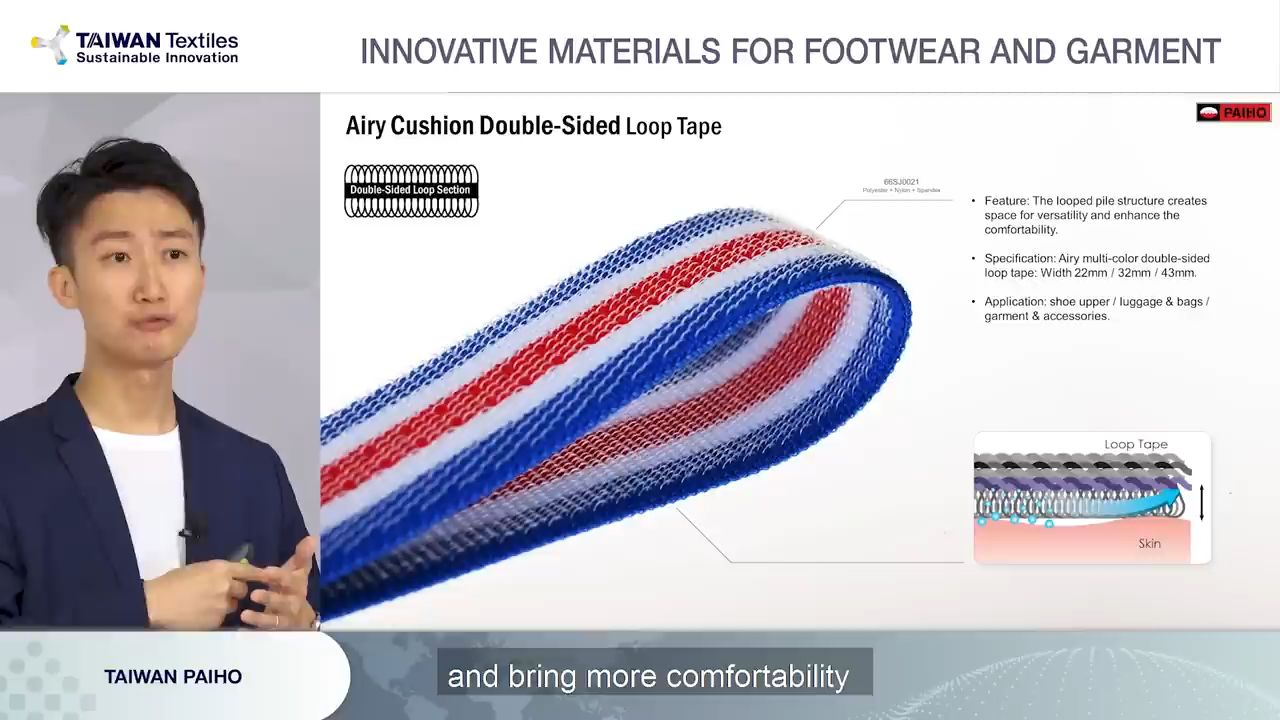 TAIWAN Textiles
Sustainable Innovation
INNOVATIVE MATERIALS FOR FOOTWEAR AND GARMENT
PAIHO
Airy Cushion Double-Sided Loop Tape
Double-Sided Loop Section
66SJ0021
Polyester + Nylon + Spandex
• Feature: The looped pile structure creates
space for versatility and enhance the
comfortability.
• Specification: Airy multi-color double-sided
loop tape: Width 22mm / 32mm / 43mm.
• Application: shoe upper / luggage & bags /
garment & accessories.
Loop Tape
Skin
TAIWAN PAIHO
and bring more comfortability